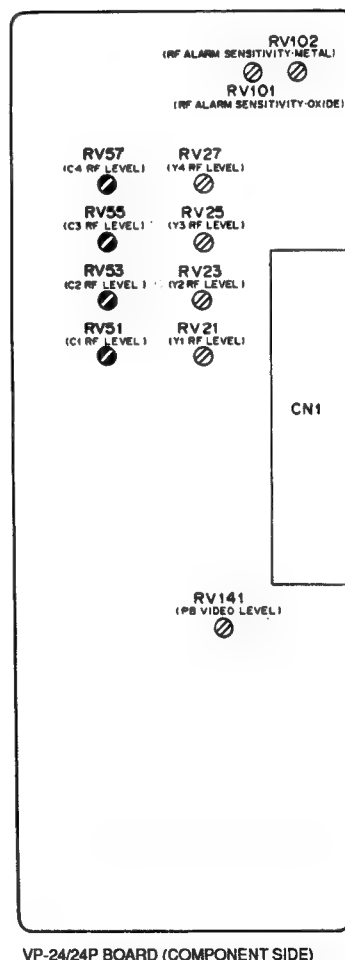 RV102
(RF ALARM SENSITIVITY-METAL)
RV101
(RF ALARM SENSITIVITY-OXIDE)
RV57
(C4 RF LEVEL)
RV27
(Y4 RF LEVEL)
RV55
(C3 RF LEVEL)
RV25
(Y3 RF LEVEL)
RV53
(C2 RF LEVEL)
RV23
(Y2 RF LEVEL)
RV51
(C1 RF LEVEL)
RV21
(Y1 RF LEVEL)
CN1
RV141
(PB VIDEO LEVEL)
VP-24/24P BOARD (COMPONENT SIDE)